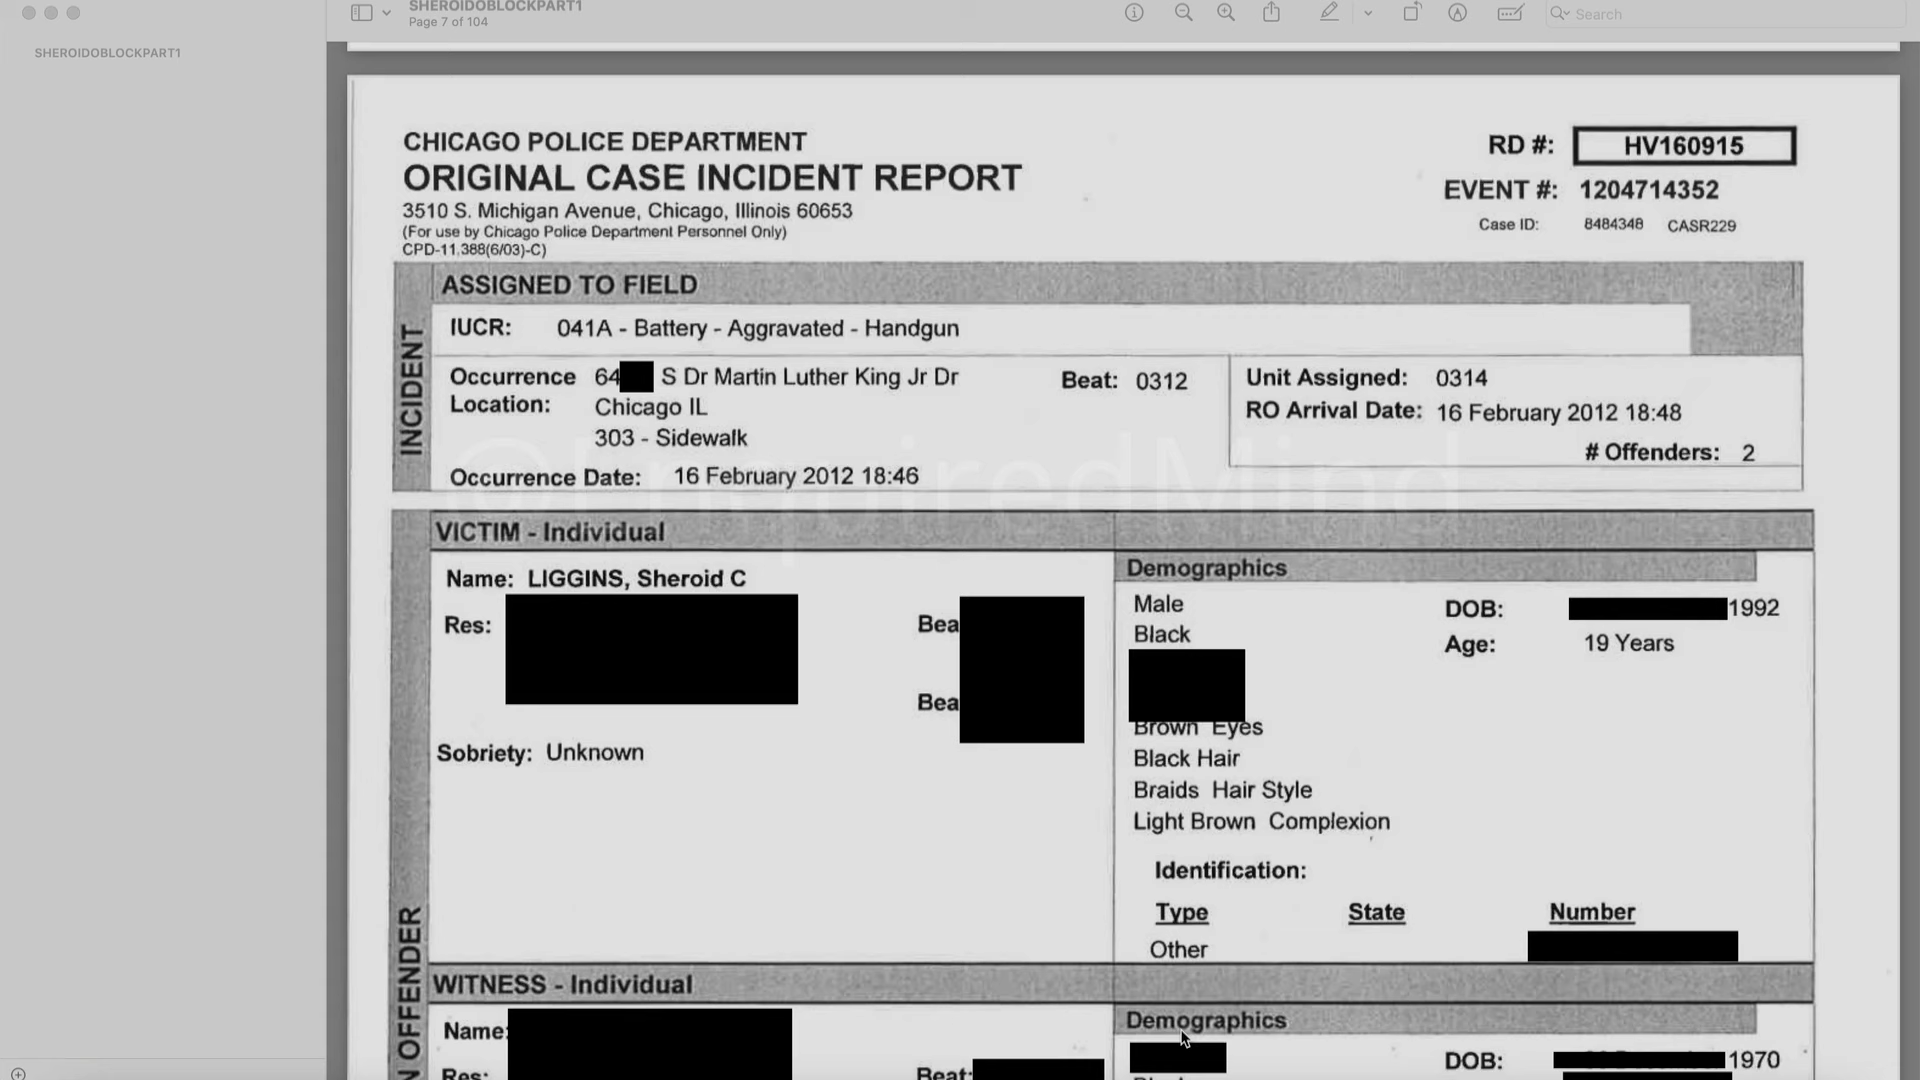 SHEROIDOBLOCKPART1
Page 7 of 104
Search
SHEROIDOBLOCKPART1
CHICAGO POLICE DEPARTMENT
ORIGINAL CASE INCIDENT REPORT
3510 S. Michigan Avenue, Chicago, Illinois 60653
(For use by Chicago Police Department Personnel Only)
CPD-11.388(6/03)-C)
RD #: HV160915
EVENT #: 1204714352
Case ID: 8484348 CASR229
INCIDENT
ASSIGNED TO FIELD
IUCR: 041A - Battery - Aggravated - Handgun
Occurrence Location: 64 S Dr Martin Luther King Jr Dr
Chicago IL
303 - Sidewalk
Beat: 0312
Occurrence Date: 16 February 2012 18:46
Unit Assigned: 0314
RO Arrival Date: 16 February 2012 18:48
# Offenders: 2
VICTIM - Individual
Name: LIGGINS, Sheroid C
Res:
Bea
Bea
Sobriety: Unknown
Demographics
Male
Black
Brown Eyes
Black Hair
Braids Hair Style
Light Brown Complexion
DOB: 1992
Age: 19 Years
Identification:
Type State Number
Other
OFFENDER
WITNESS - Individual
Name:
Res:
Beat:
Demographics
DOB: 1970